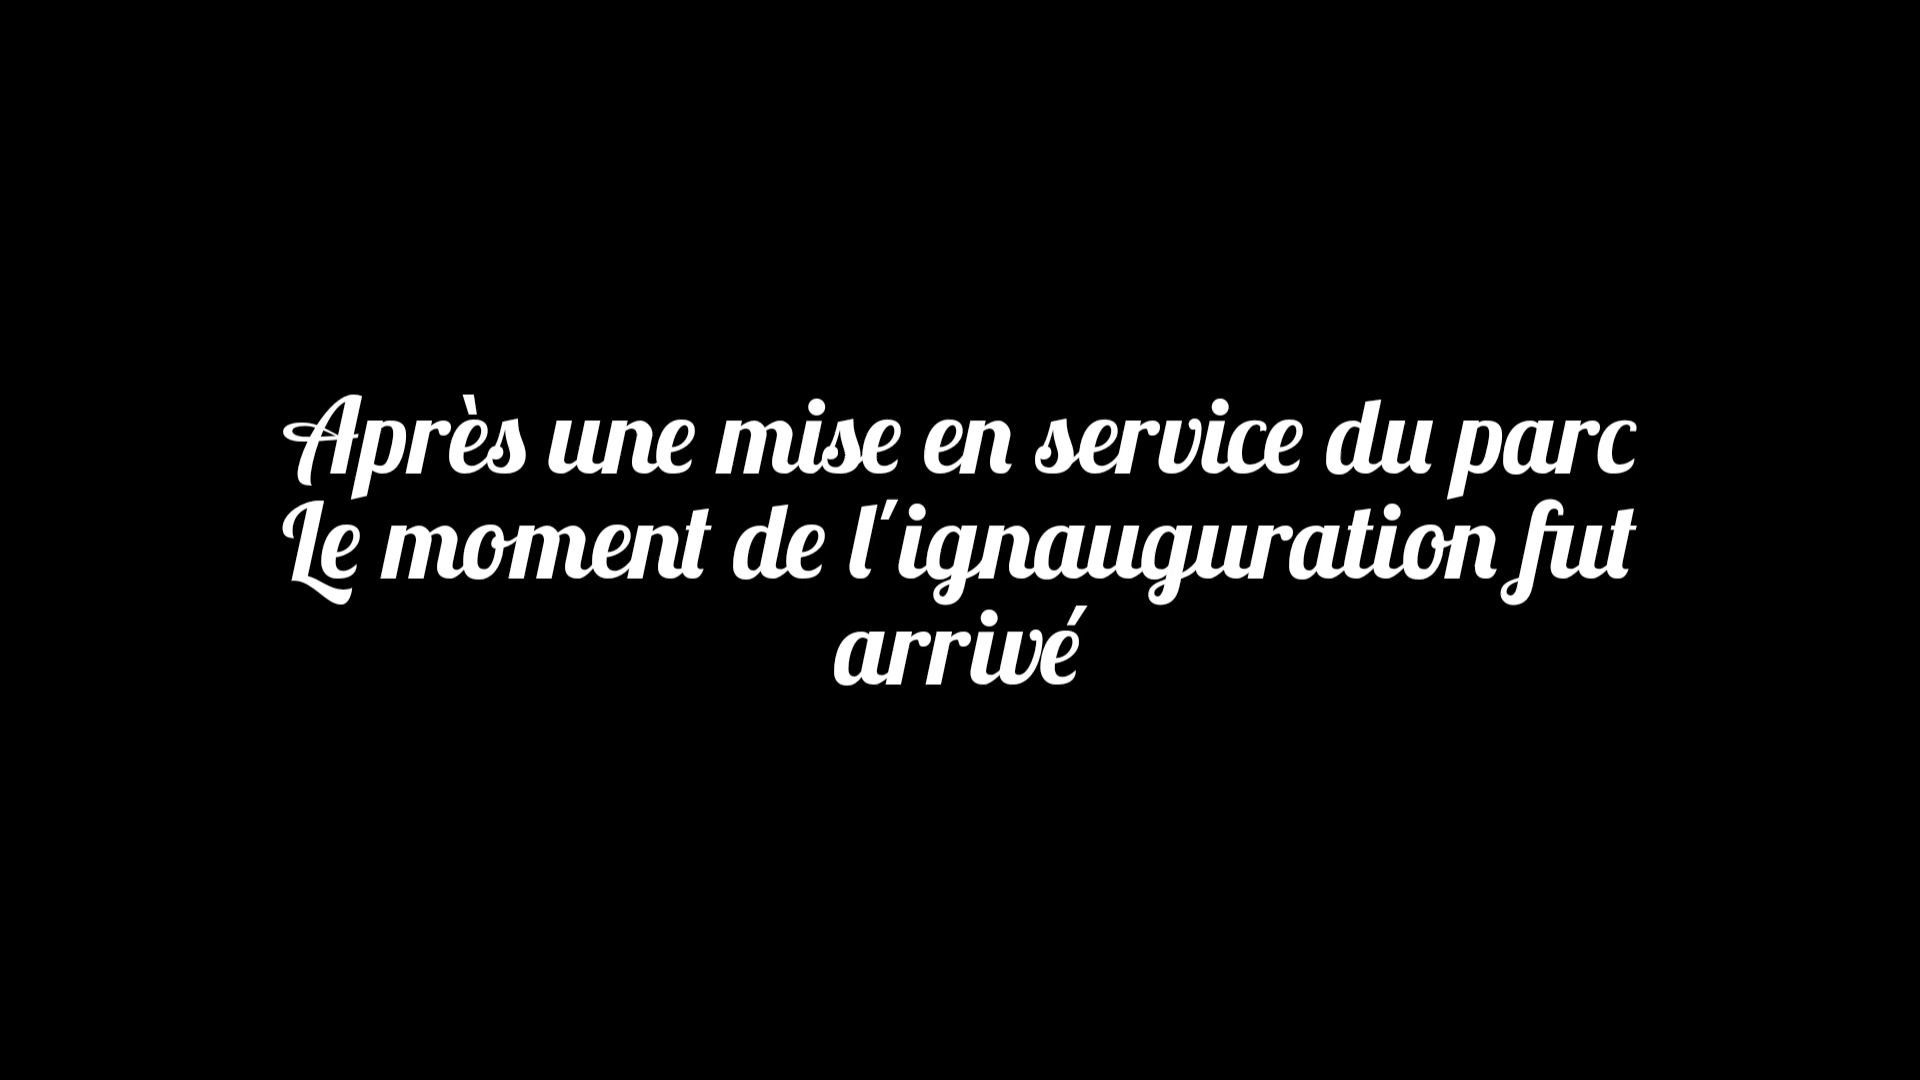 Après une mise en service du parc
Le moment de l'ignauguration fut
arrivé